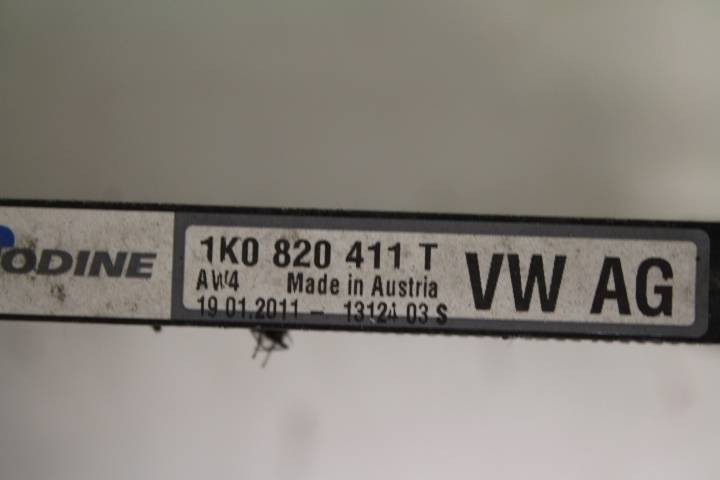 ODINE
1K0 820 411 T
AW4 Made in Austria
19 01.2011 – 13124 03 S
VW AG